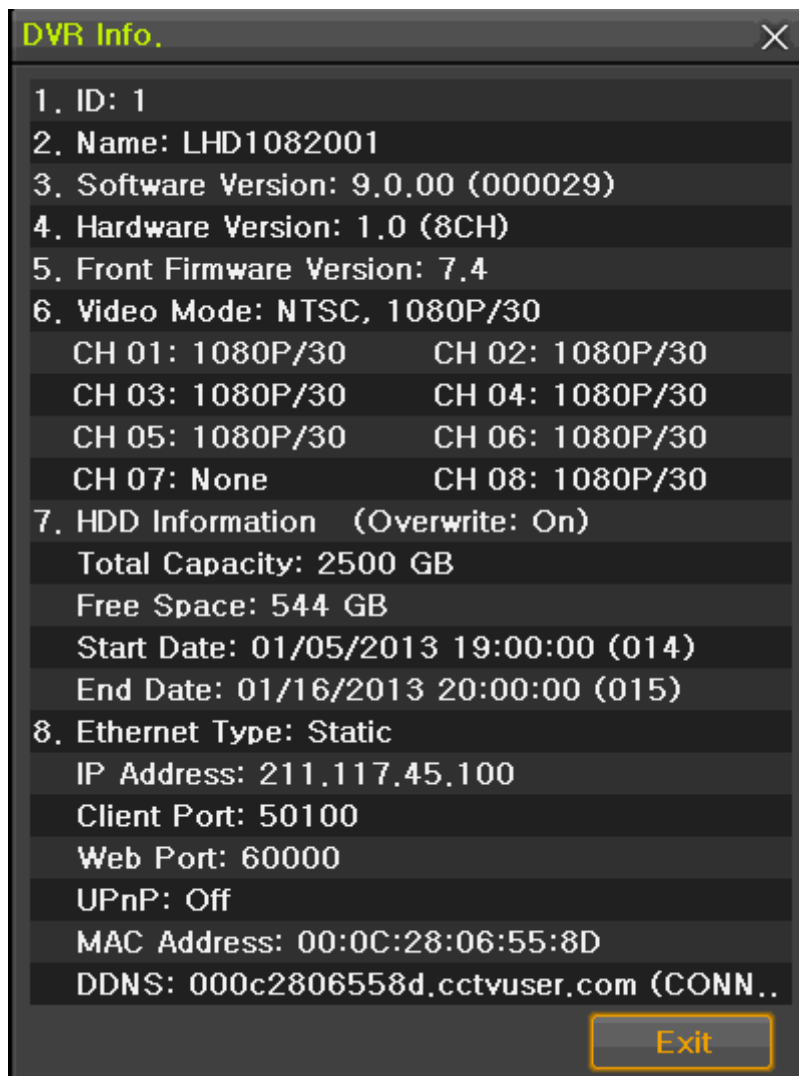 DVR Info.
1. ID: 1
2. Name: LHD1082001
3. Software Version: 9.0.00 (000029)
4. Hardware Version: 1.0 (8CH)
5. Front Firmware Version: 7.4
6. Video Mode: NTSC, 1080P/30
CH 01: 1080P/30 CH 02: 1080P/30
CH 03: 1080P/30 CH 04: 1080P/30
CH 05: 1080P/30 CH 06: 1080P/30
CH 07: None CH 08: 1080P/30
7. HDD Information (Overwrite: On)
Total Capacity: 2500 GB
Free Space: 544 GB
Start Date: 01/05/2013 19:00:00 (014)
End Date: 01/16/2013 20:00:00 (015)
8. Ethernet Type: Static
IP Address: 211.117.45.100
Client Port: 50100
Web Port: 60000
UPnP: Off
MAC Address: 00:0C:28:06:55:8D
DDNS: 000c2806558d.cctvuser.com (CONN..
Exit